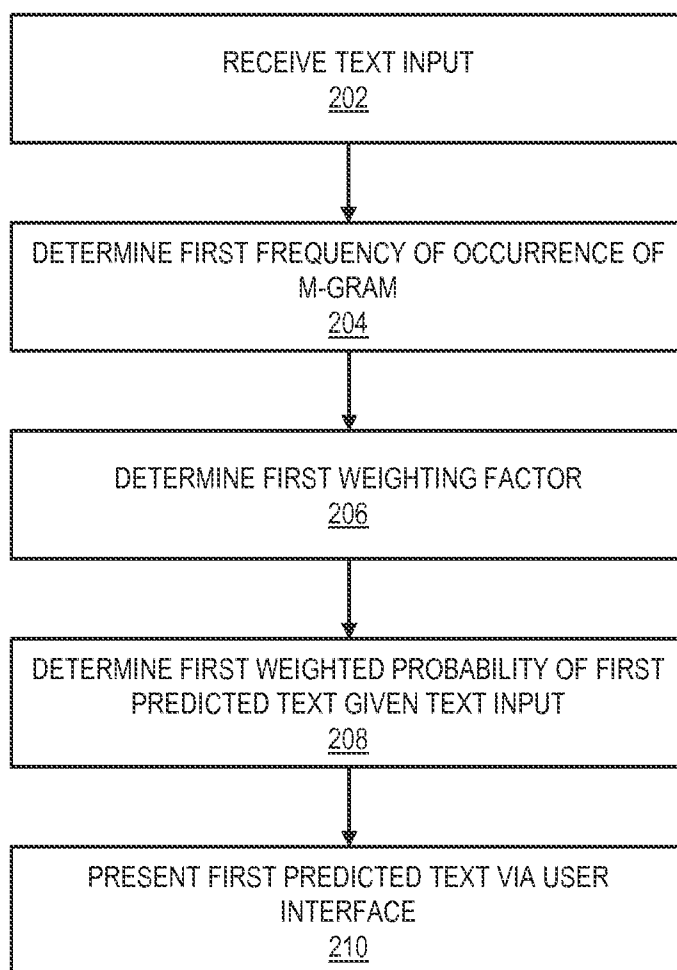 RECEIVE TEXT INPUT
202
DETERMINE FIRST FREQUENCY OF OCCURRENCE OF
M-GRAM
204
DETERMINE FIRST WEIGHTING FACTOR
206
DETERMINE FIRST WEIGHTED PROBABILITY OF FIRST
PREDICTED TEXT GIVEN TEXT INPUT
208
PRESENT FIRST PREDICTED TEXT VIA USER
INTERFACE
210